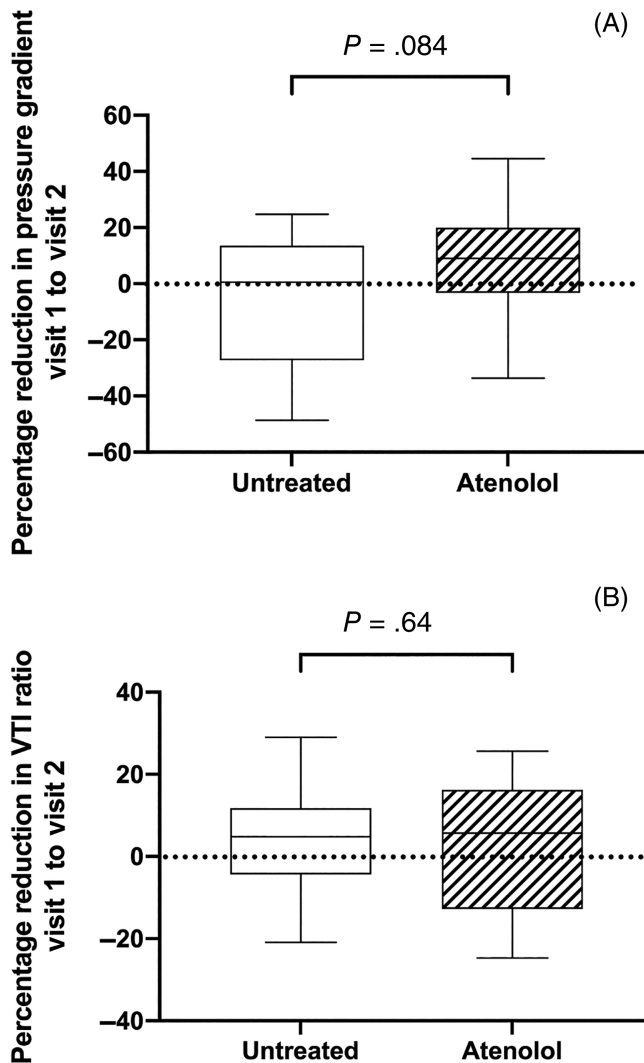 (A)
P = .084
Percentage reduction in pressure gradient
visit 1 to visit 2
60
40
20
0
–20
–40
–60
Untreated Atenolol
(B)
P = .64
Percentage reduction in VTI ratio
visit 1 to visit 2
40
20
0
–20
–40
Untreated Atenolol